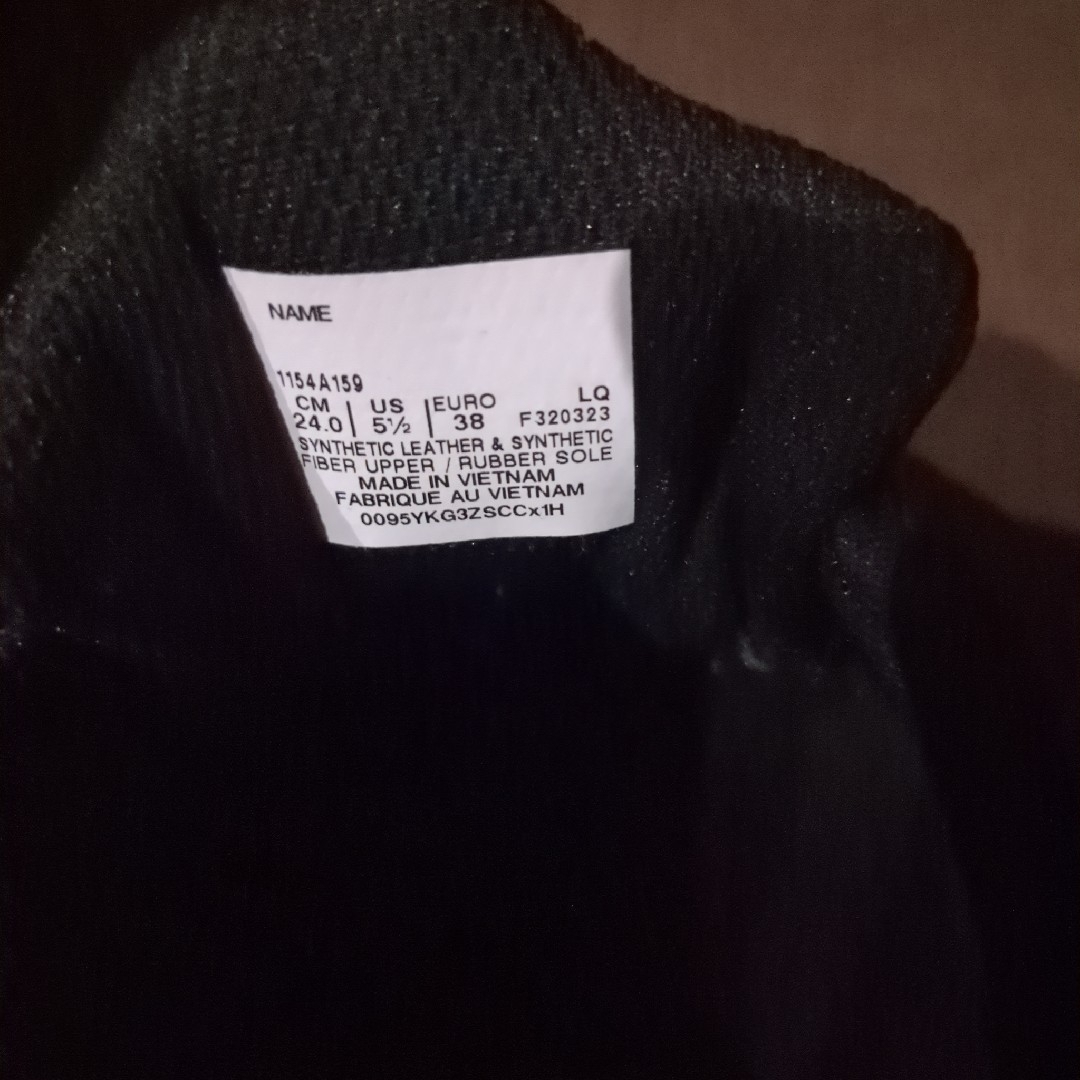 NAME
1154A159
CM | US | EURO LQ
24.0 | 5½ | 38 F320323
SYNTHETIC LEATHER & SYNTHETIC
FIBER UPPER / RUBBER SOLE
MADE IN VIETNAM
FABRIQUE AU VIETNAM
0095YKG3ZSCCx1H